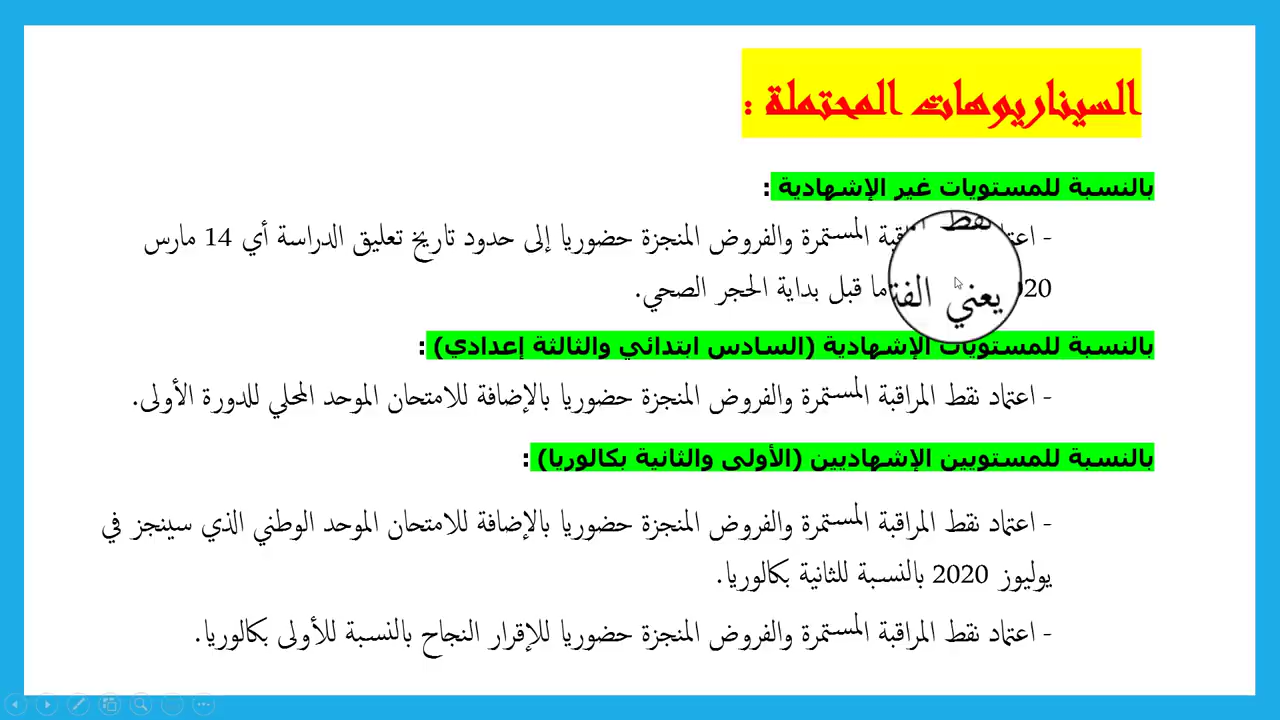 السيناريوهات المحتملة :
بالنسبة للمستويات غير الإشهادية :
- نقط المستمرة والفروض المنجزة حضوريا إلى حدود تاريخ تعليق الدراسة أي 14 مارس
يعني ما قبل بداية الحجر الصحي.
بالنسبة للمستويات الإشهادية (السادس ابتدائي والثالثة إعدادي) :
- اعتماد نقط المراقبة المستمرة والفروض المنجزة حضوريا بالإضافة للامتحان الموحد المحلي للدورة الأولى.
بالنسبة للمستويين الإشهاديين (الأولى والثانية بكالوريا) :
- اعتماد نقط المراقبة المستمرة والفروض المنجزة حضوريا بالإضافة للامتحان الموحد الوطني الذي سينجز في
يوليوز 2020 بالنسبة للثانية بكالوريا.
- اعتماد نقط المراقبة المستمرة والفروض المنجزة حضوريا للإقرار النجاح بالنسبة للأولى بكالوريا.